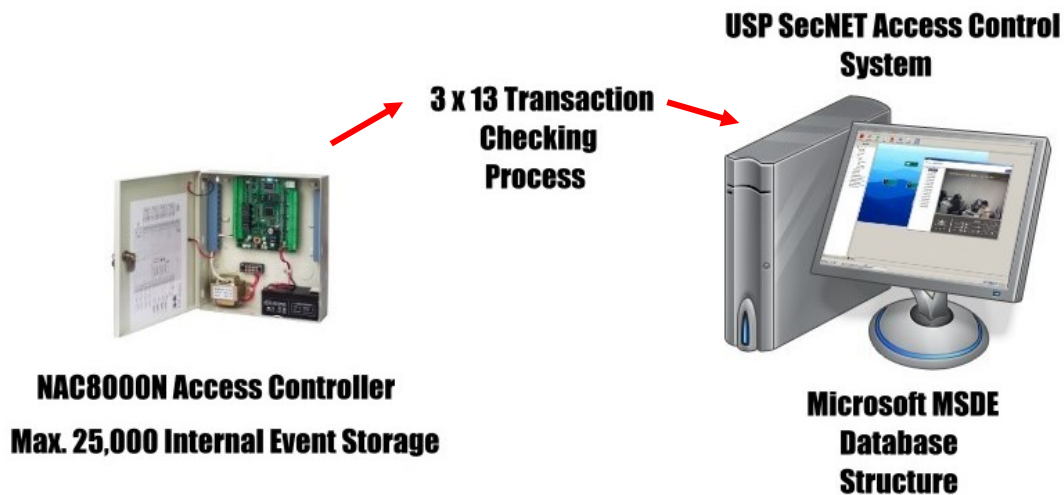 USP SecNET Access Control
System
3 x 13 Transaction
Checking
Process
NAC8000N Access Controller
Max. 25,000 Internal Event Storage
Microsoft MSDE
Database
Structure